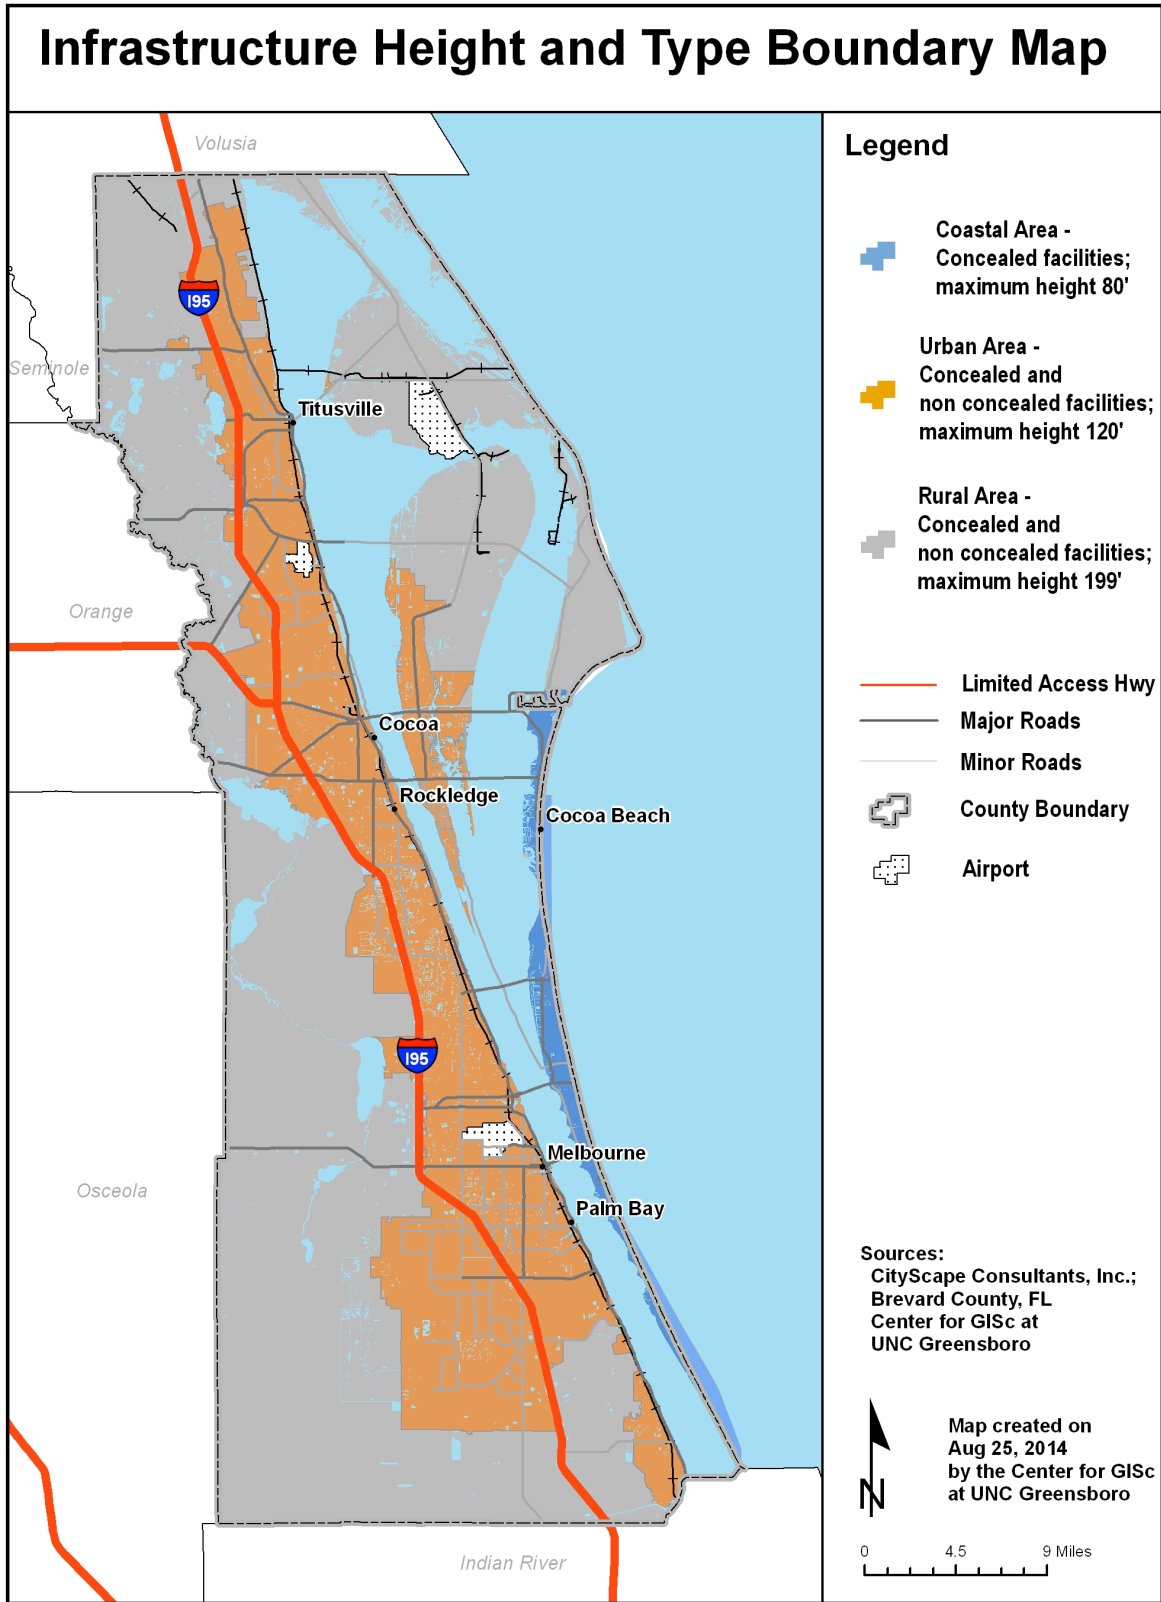 Infrastructure Height and Type Boundary Map
Volusia
Seminole
Orange
Osceola
Indian River
I95
Titusville
Cocoa
Rockledge
Cocoa Beach
I95
Melbourne
Palm Bay
Legend
Coastal Area -
Concealed facilities;
maximum height 80'
Urban Area -
Concealed and
non concealed facilities;
maximum height 120'
Rural Area -
Concealed and
non concealed facilities;
maximum height 199'
Limited Access Hwy
Major Roads
Minor Roads
County Boundary
Airport
Sources:
CityScape Consultants, Inc.;
Brevard County, FL
Center for GISc at
UNC Greensboro
N
Map created on
Aug 25, 2014
by the Center for GISc
at UNC Greensboro
0 4.5 9 Miles